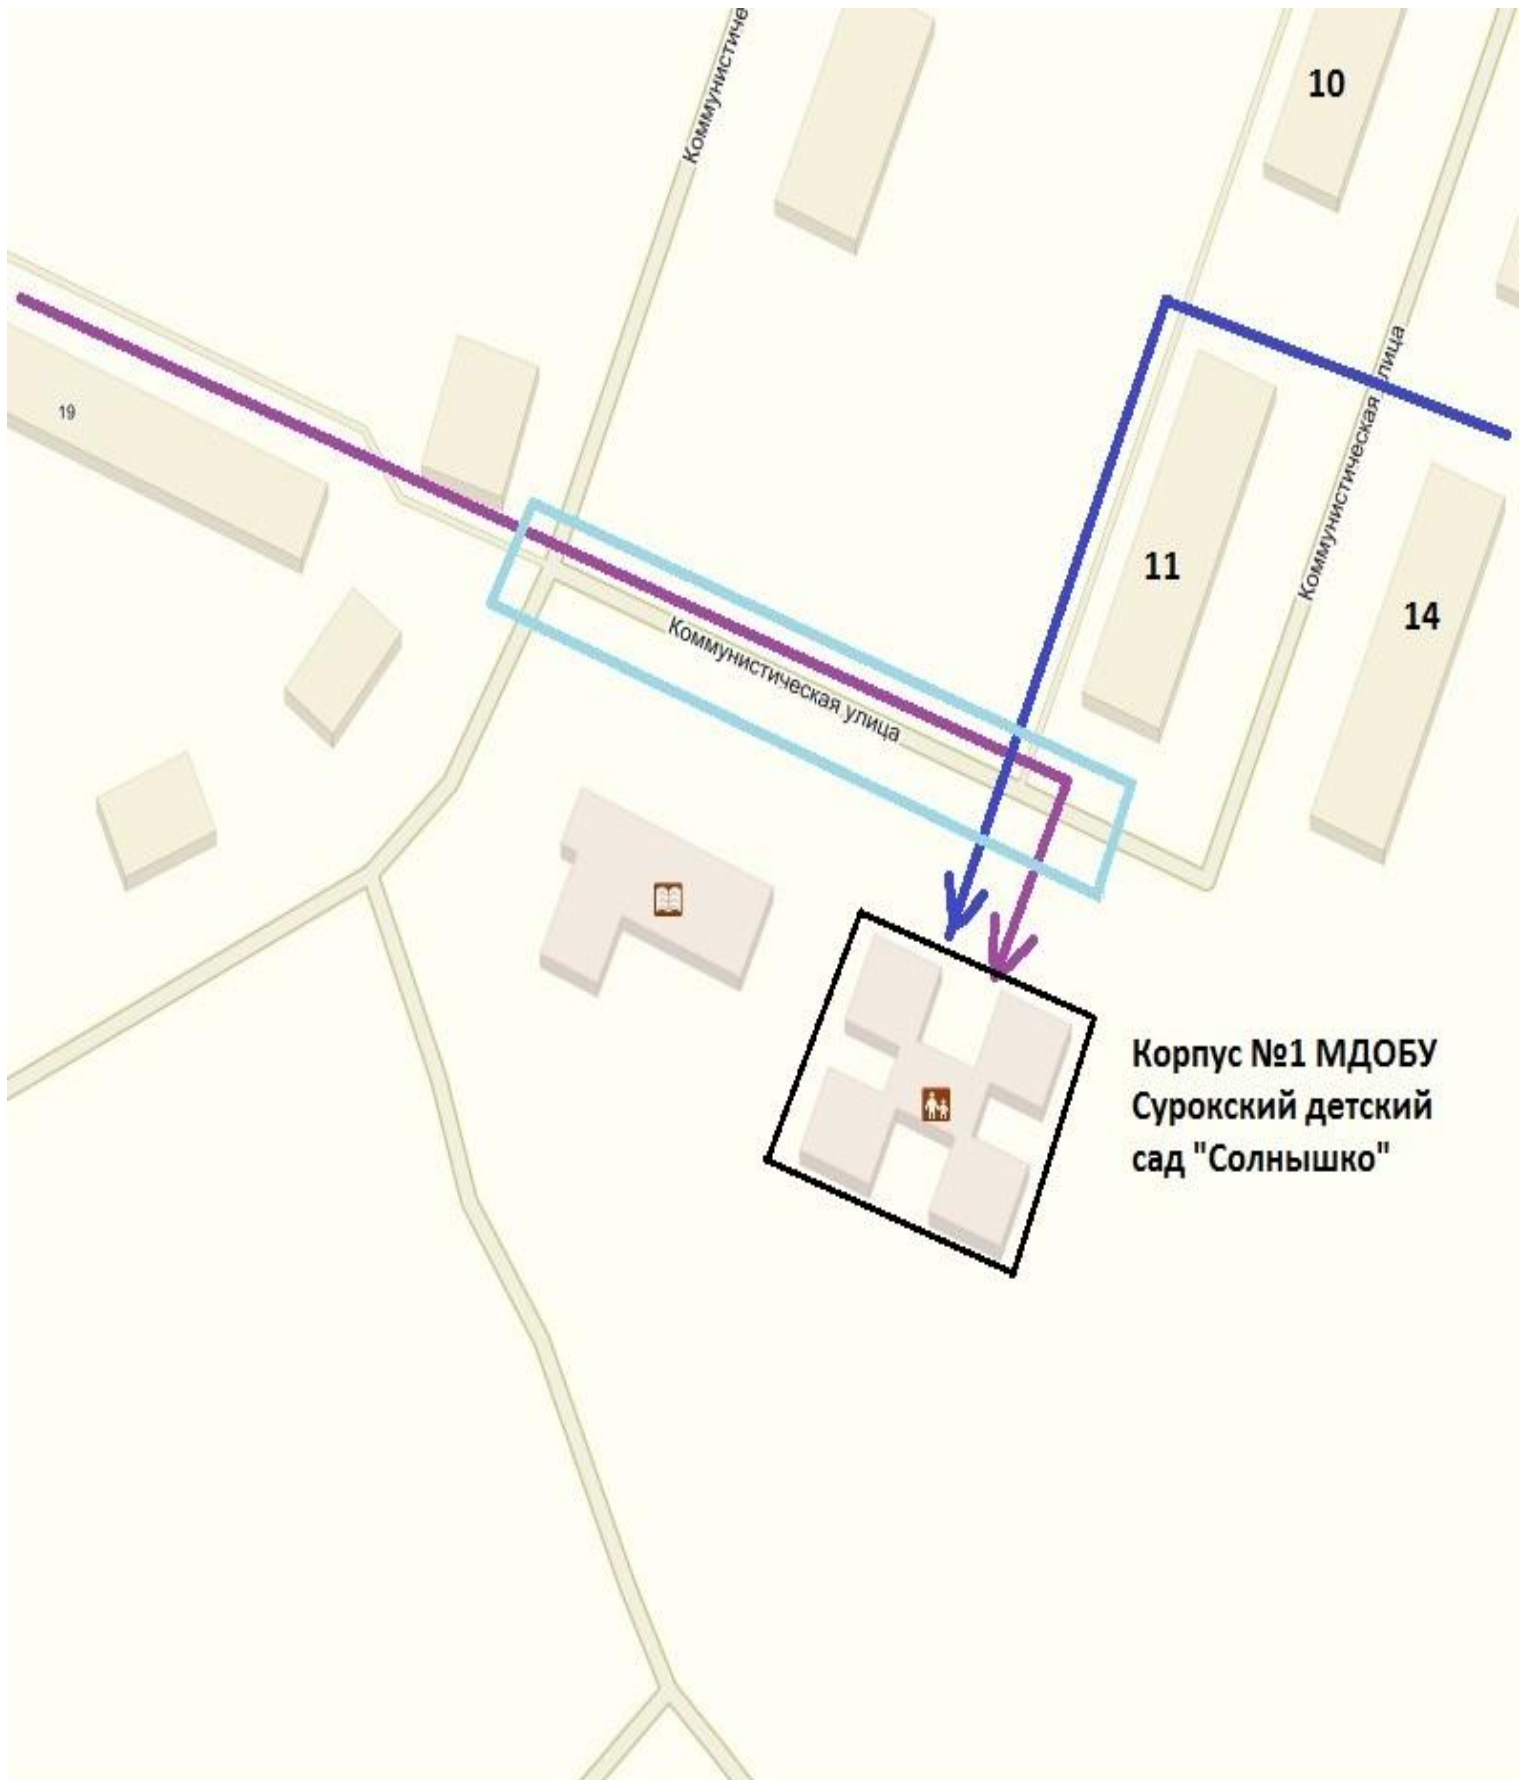 Коммунистиче
10
19
Коммунистическая улица
11
14
Коммунистическая улица
Корпус №1 МДОБУ
Сурокский детский
сад "Солнышко"